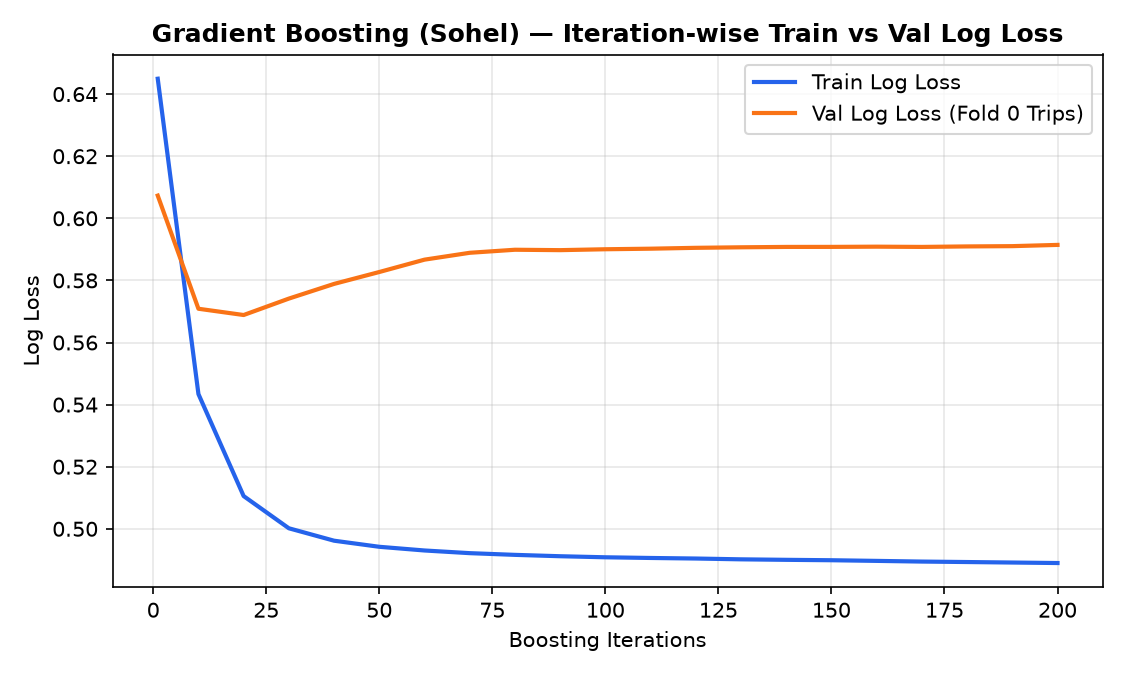 Gradient Boosting (Sohel) — Iteration-wise Train vs Val Log Loss
Train Log Loss
Val Log Loss (Fold 0 Trips)
Log Loss
0.64
0.62
0.60
0.58
0.56
0.54
0.52
0.50
0 25 50 75 100 125 150 175 200
Boosting Iterations